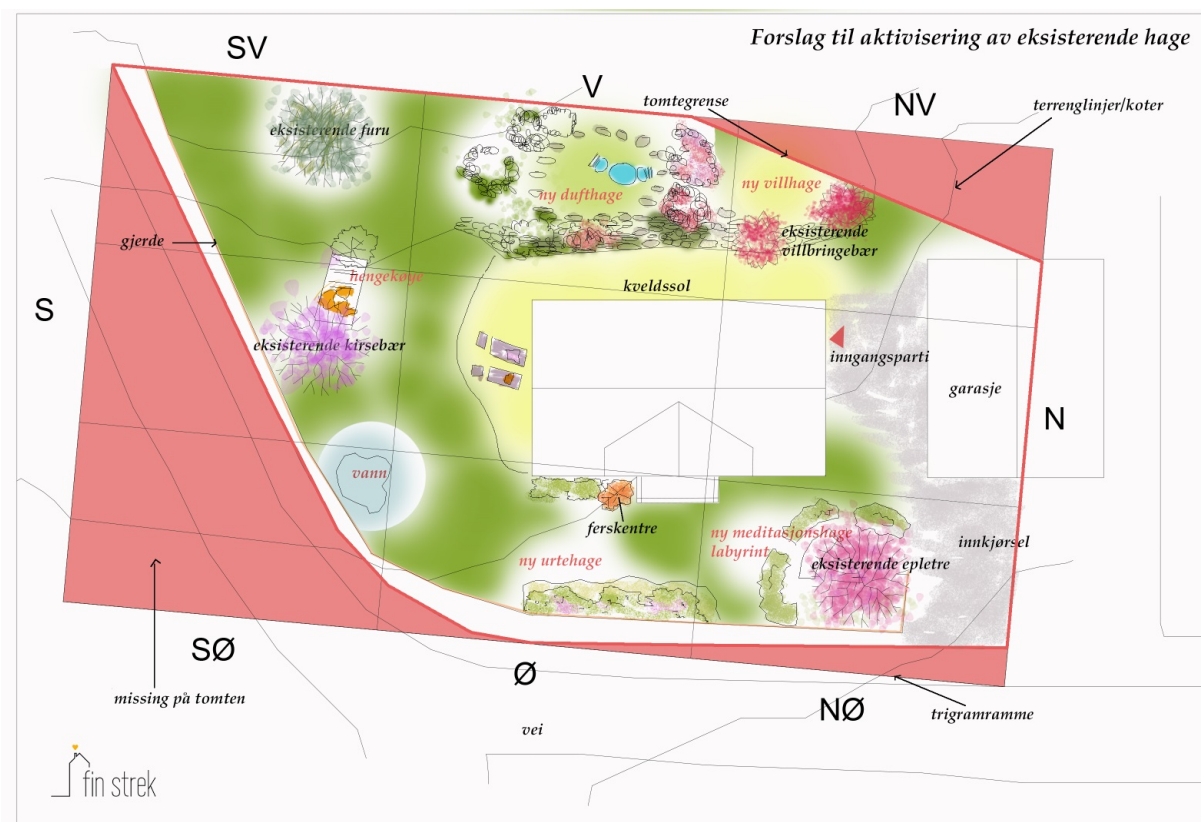 Forslag til aktivisering av eksisterende hage
SV
V
NV
tomtegrense
terrenglinjer/koter
eksisterende furu
ny dufthage
ny villhage
gjerde
eksisterende
villbringebær
hengekøye
kveldssol
S
eksisterende kirsebær
inngangsparti
garasje
N
vann
ferskentre
ny meditasjonshage
labyrint
innkjørsel
eksisterende epletre
ny urtehage
SØ
Ø
NØ
missing på tomten
trigramramme
vei
fin strek